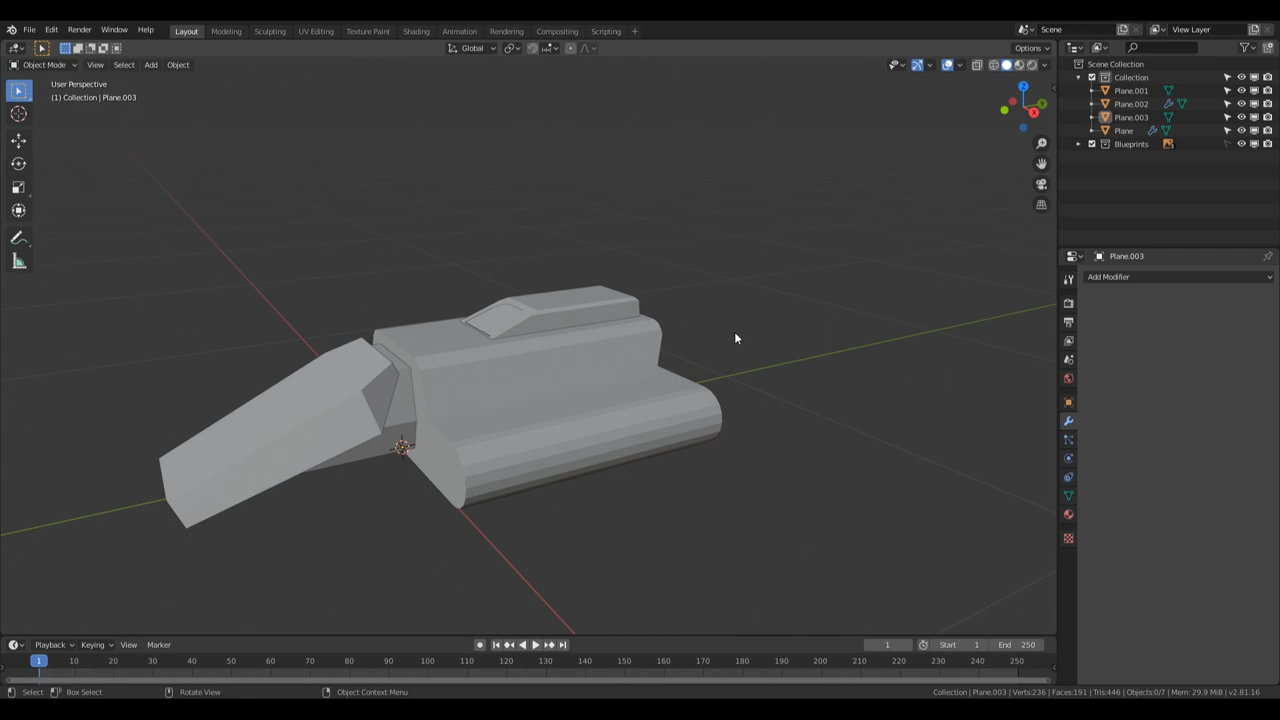 File Edit Render Window Help Layout Modeling Sculpting UV Editing Texture Paint Shading Animation Rendering Compositing Scripting + Scene View Layer
Global Options
Object Mode View Select Add Object
User Perspective
(1) Collection | Plane.003
Z Y X
Scene Collection
Collection
Plane.001
Plane.002
Plane.003
Plane
Blueprints
Plane.003
Add Modifier
Playback Keying View Marker 1 Start 1 End 250
1 10 20 30 40 50 60 70 80 90 100 110 120 130 140 150 160 170 180 190 200 210 220 230 240 250
Select Box Select Rotate View Object Context Menu Collection | Plane.003 | Verts:236 | Faces:191 | Tris:446 | Objects:0/7 | Mem: 29.9 MiB | v2.81.16